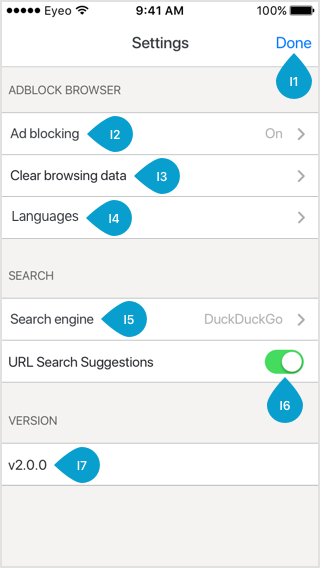 Eyeo 9:41 AM 100%
Settings Done
I1
ADBLOCK BROWSER
Ad blocking I2 On
Clear browsing data I3
Languages I4
SEARCH
Search engine I5 DuckDuckGo
URL Search Suggestions
I6
VERSION
v2.0.0 I7